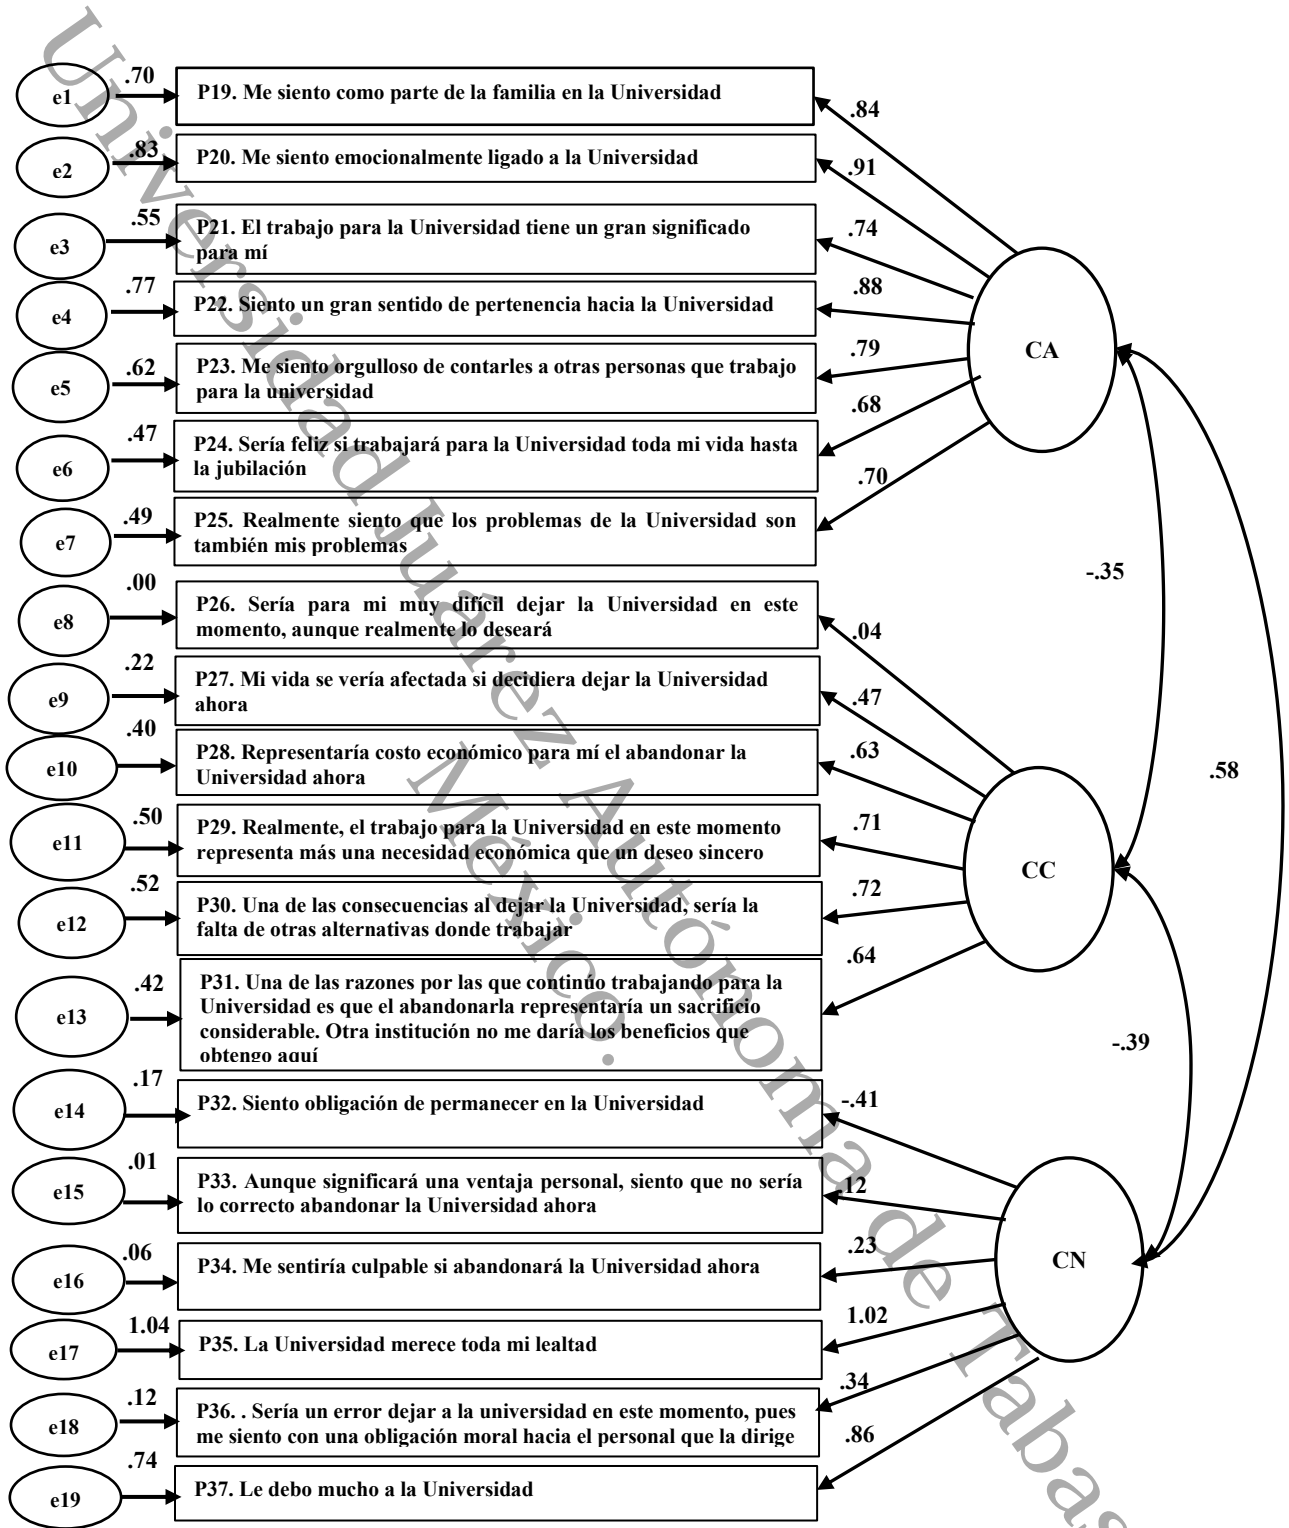 Universidad Juárez Autónoma de Tabas
México.
e1
.70
P19. Me siento como parte de la familia en la Universidad
.84
e2
.83
P20. Me siento emocionalmente ligado a la Universidad
.91
e3
.55
P21. El trabajo para la Universidad tiene un gran significado
para mí
.74
e4
.77
P22. Siento un gran sentido de pertenencia hacia la Universidad
.88
e5
.62
P23. Me siento orgulloso de contarles a otras personas que trabajo
para la universidad
.79
CA
e6
.47
P24. Sería feliz si trabajará para la Universidad toda mi vida hasta
la jubilación
.68
e7
.49
P25. Realmente siento que los problemas de la Universidad son
también mis problemas
.70
-.35
e8
.00
P26. Sería para mi muy difícil dejar la Universidad en este
momento, aunque realmente lo deseará
.04
e9
.22
P27. Mi vida se vería afectada si decidiera dejar la Universidad
ahora
.47
e10
.40
P28. Representaría costo económico para mí el abandonar la
Universidad ahora
.63
.58
e11
.50
P29. Realmente, el trabajo para la Universidad en este momento
representa más una necesidad económica que un deseo sincero
.71
CC
e12
.52
P30. Una de las consecuencias al dejar la Universidad, sería la
falta de otras alternativas donde trabajar
.72
e13
.42
P31. Una de las razones por las que continúo trabajando para la
Universidad es que el abandonarla representaría un sacrificio
considerable. Otra institución no me daría los beneficios que
obtengo aquí
.64
-.39
e14
.17
P32. Siento obligación de permanecer en la Universidad
-.41
e15
.01
P33. Aunque significará una ventaja personal, siento que no sería
lo correcto abandonar la Universidad ahora
.12
e16
.06
P34. Me sentiría culpable si abandonará la Universidad ahora
.23
CN
e17
1.04
P35. La Universidad merece toda mi lealtad
1.02
e18
.12
P36. . Sería un error dejar a la universidad en este momento, pues
me siento con una obligación moral hacia el personal que la dirige
.34
e19
.74
P37. Le debo mucho a la Universidad
.86